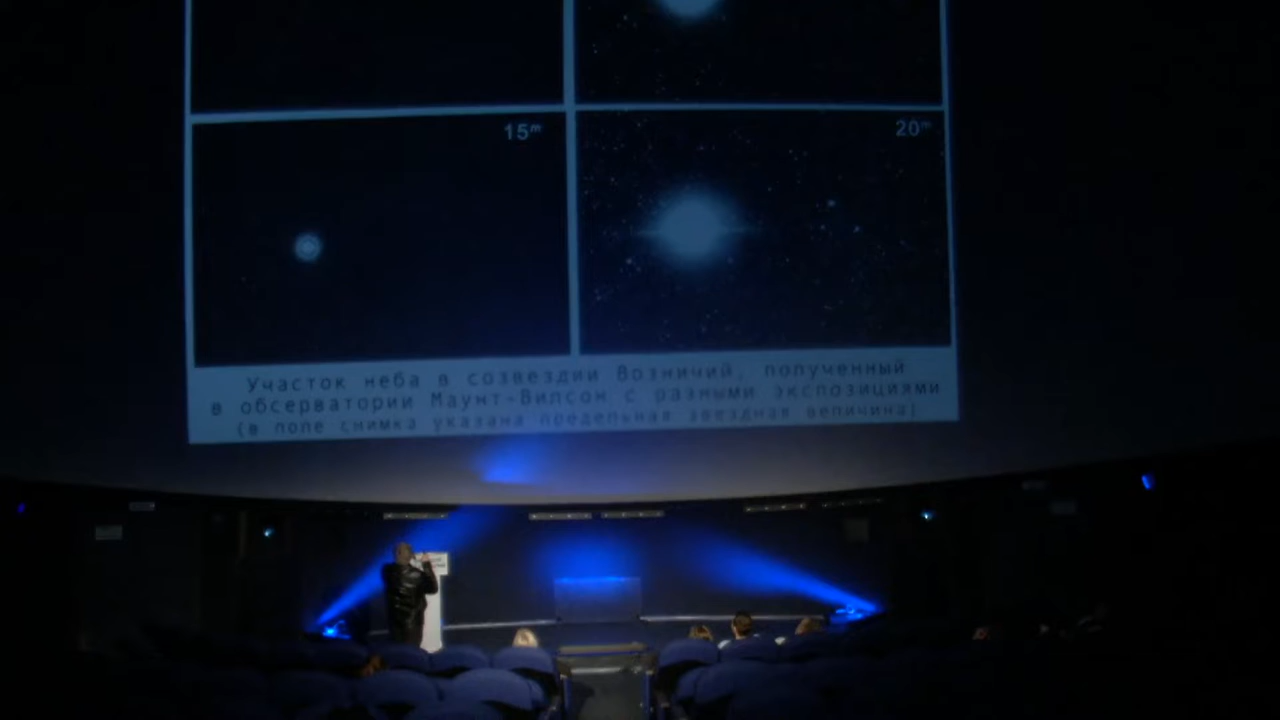 15ᵐ
20ᵐ
Участок неба в созвездии Возничий, полученный
в обсерватории Маунт-Вилсон с разными экспозициями
(в поле снимка указана предельная звездная величина)